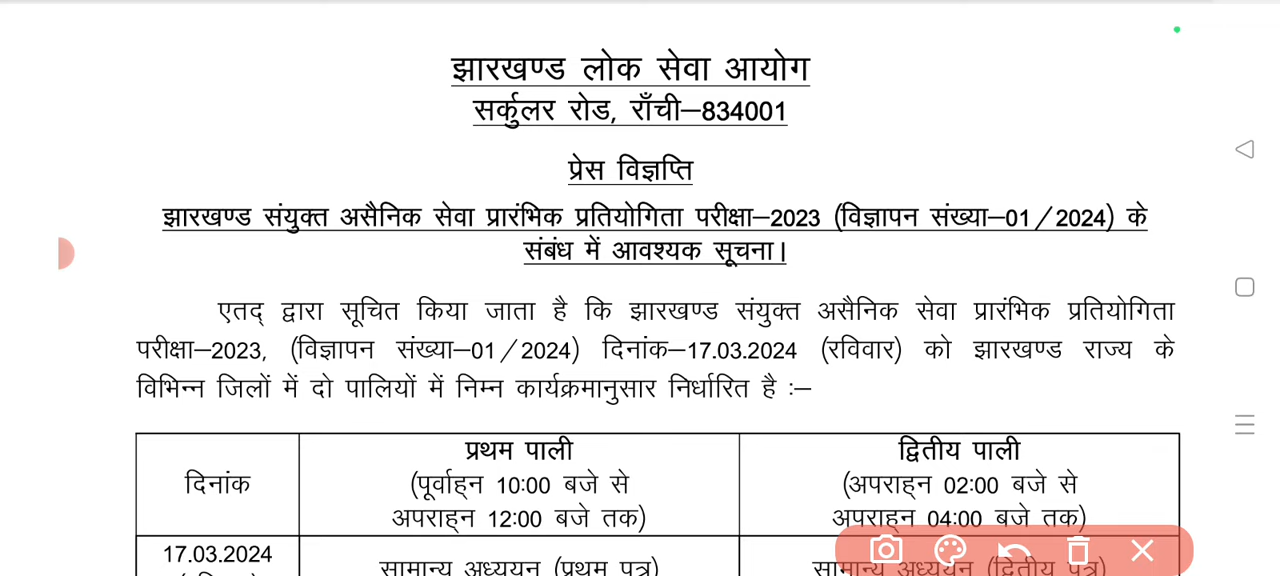 झारखण्ड लोक सेवा आयोग
सर्कुलर रोड, राँची–834001
प्रेस विज्ञप्ति
झारखण्ड संयुक्त असैनिक सेवा प्रारंभिक प्रतियोगिता परीक्षा–2023 (विज्ञापन संख्या–01/2024) के
संबंध में आवश्यक सूचना।
एतद् द्वारा सूचित किया जाता है कि झारखण्ड संयुक्त असैनिक सेवा प्रारंभिक प्रतियोगिता
परीक्षा–2023, (विज्ञापन संख्या–01/2024) दिनांक–17.03.2024 (रविवार) को झारखण्ड राज्य के
विभिन्न जिलों में दो पालियों में निम्न कार्यक्रमानुसार निर्धारित है :–
दिनांक
प्रथम पाली
(पूर्वाह्न 10:00 बजे से
अपराह्न 12:00 बजे तक)
द्वितीय पाली
(अपराह्न 02:00 बजे से
अपराह्न 04:00 बजे तक)
17.03.2024
सामान्य अध्ययन (प्रथम पत्र)
सामान्य अध्ययन (द्वितीय पत्र)